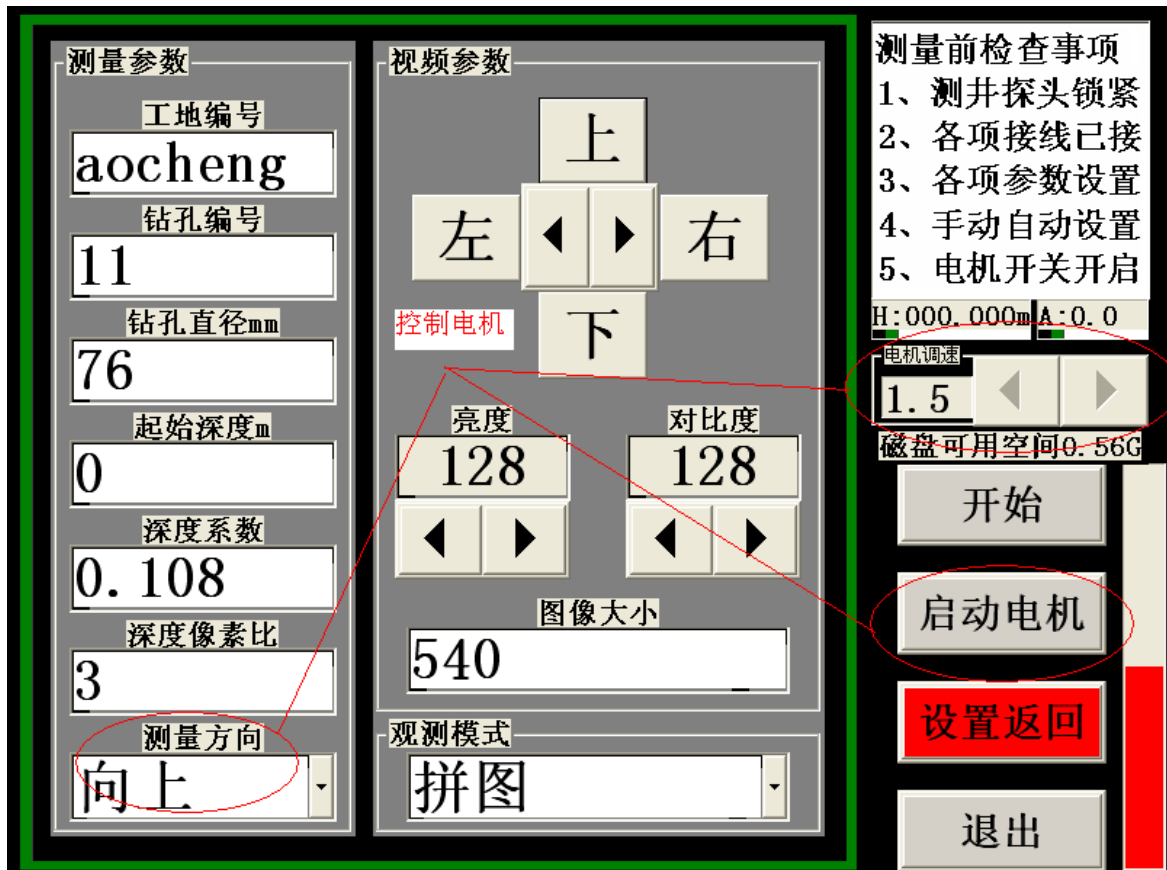 测量参数
工地编号
aocheng
钻孔编号
11
钻孔直径mm
76
起始深度m
0
深度系数
0.108
深度像素比
3
测量方向
向上
视频参数
上
左
右
下
控制电机
亮度
128
对比度
128
图像大小
540
观测模式
拼图
测量前检查事项
1、测井探头锁紧
2、各项接线已接
3、各项参数设置
4、手动自动设置
5、电机开关开启
H:000.000m A:0.0
电机调速
1.5
磁盘可用空间0.56G
开始
启动电机
设置返回
退出